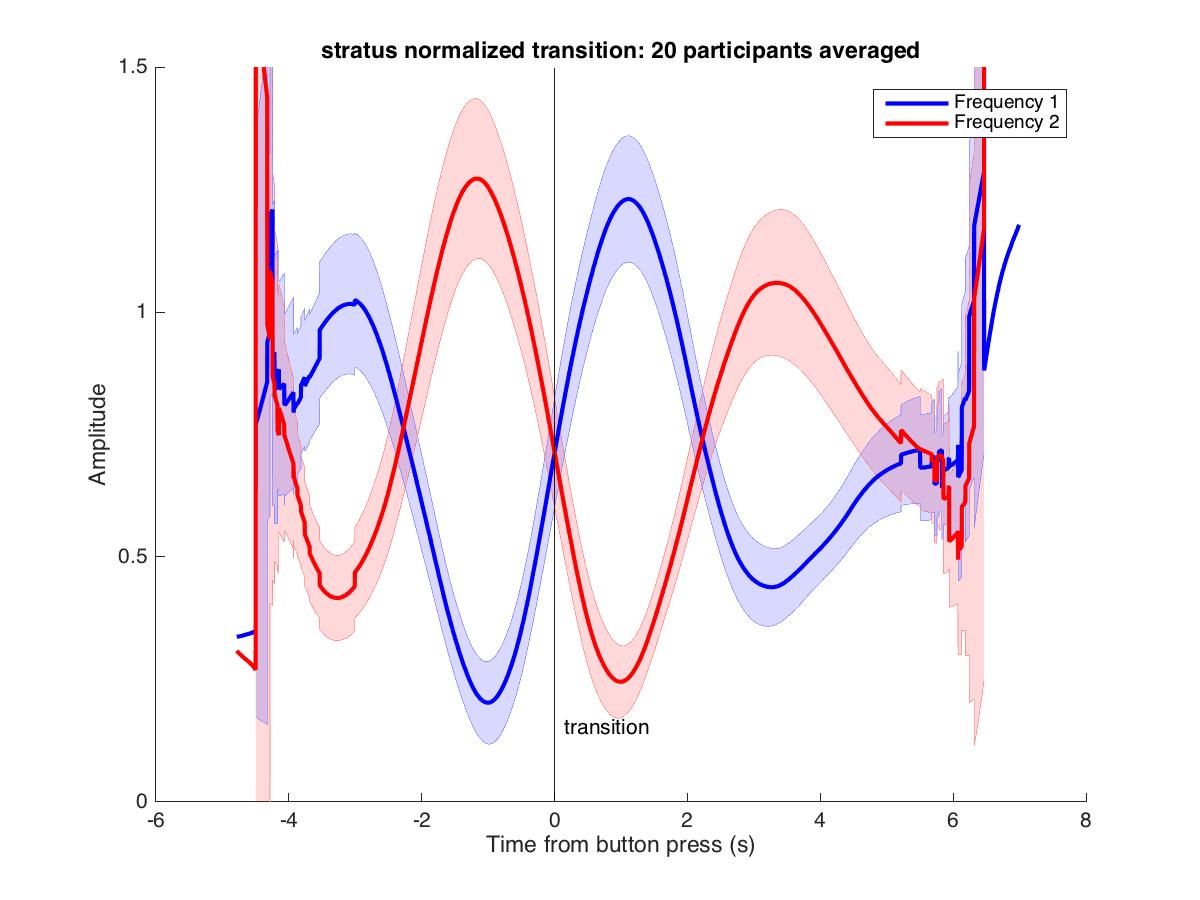 stratus normalized transition: 20 participants averaged
1.5
Frequency 1
Frequency 2
1
Amplitude
0.5
transition
0
-6 -4 -2 0 2 4 6 8
Time from button press (s)